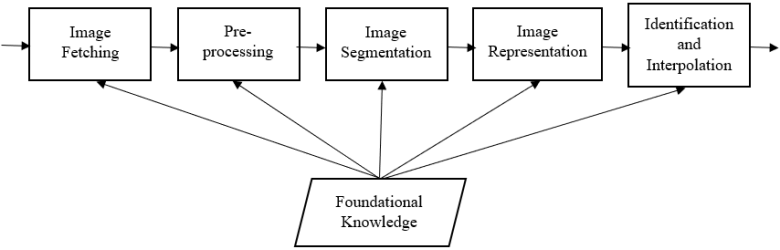 Image
Fetching
Pre-
processing
Image
Segmentation
Image
Representation
Identification
and
Interpolation
Foundational
Knowledge